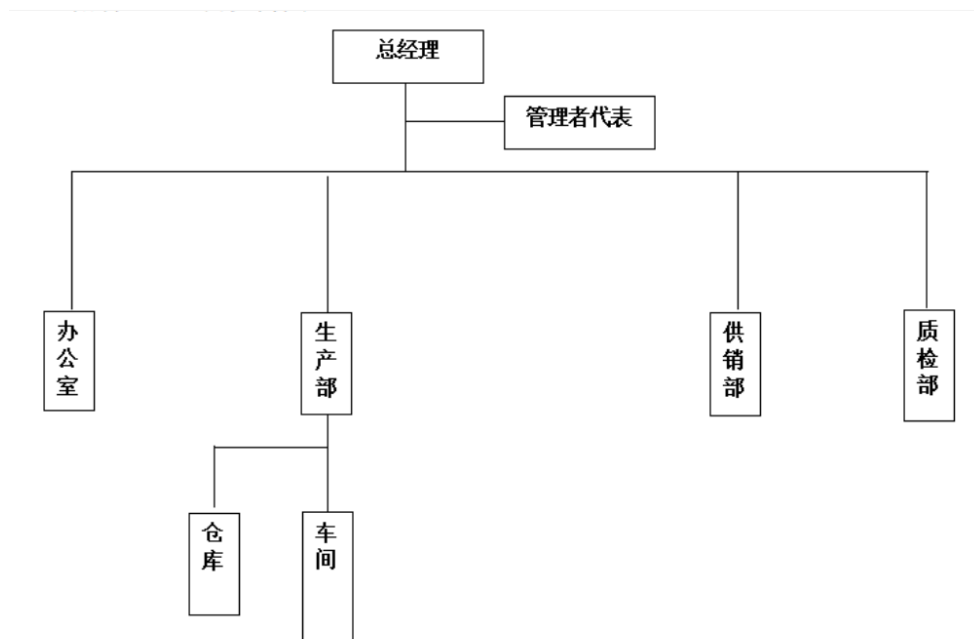 总经理
管理者代表
办公室
生产部
供销部
质检部
仓库
车间